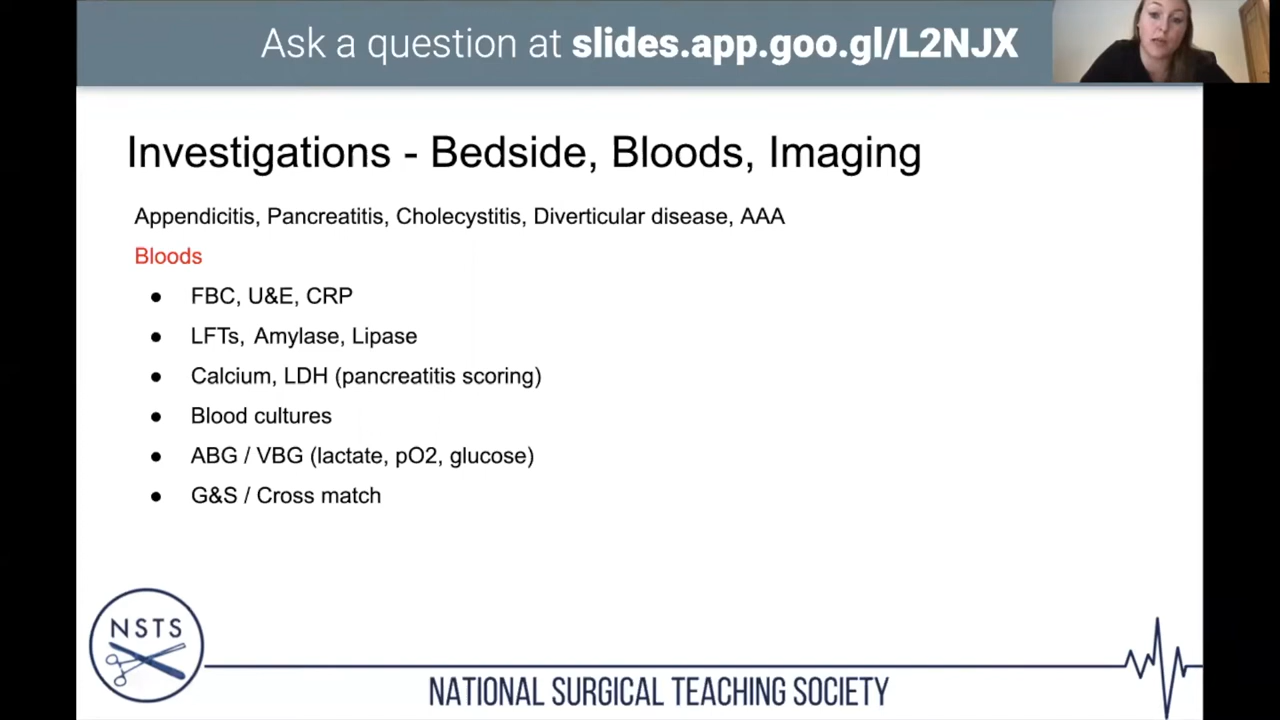 Ask a question at slides.app.goo.gl/L2NJX
Investigations - Bedside, Bloods, Imaging
Appendicitis, Pancreatitis, Cholecystitis, Diverticular disease, AAA
Bloods
● FBC, U&E, CRP
● LFTs, Amylase, Lipase
● Calcium, LDH (pancreatitis scoring)
● Blood cultures
● ABG / VBG (lactate, pO2, glucose)
● G&S / Cross match
NSTS
NATIONAL SURGICAL TEACHING SOCIETY